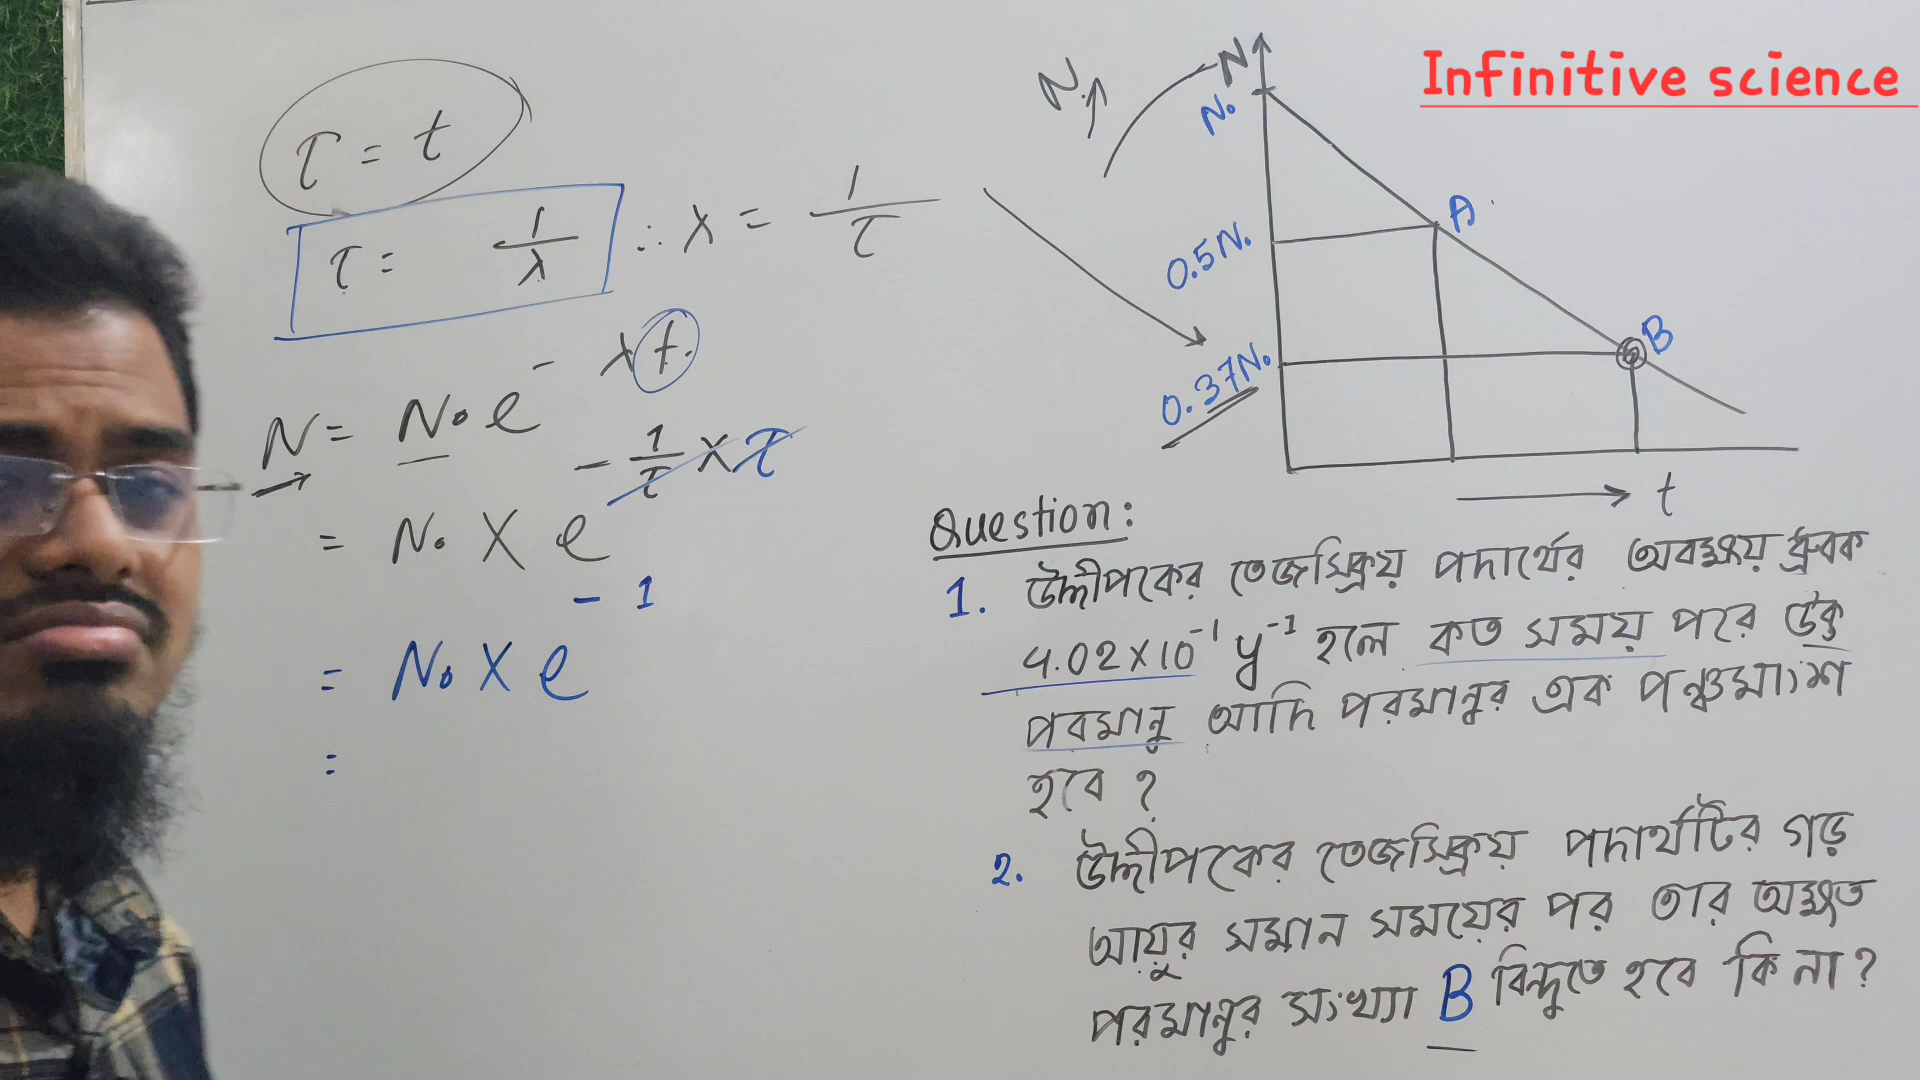 Infinitive science
τ = t
τ = 1/λ ∴ λ = 1/τ
N = N₀ e^-λt
= N₀ × e^-1/τ × τ
= N₀ × e^-1
=
N↑
N
N₀
0.5N₀
0.37N₀
A
B
t
Question:
1. উদ্দীপকের তেজস্ক্রিয় পদার্থের অবক্ষয় ধ্রুবক
4.02×10⁻¹ y⁻¹ হলে কত সময় পরে উক্ত
পরমানু আদি পরমানুর এক পঞ্চমাংশ
হবে ?
2. উদ্দীপকের তেজস্ক্রিয় পদার্থটির গড়
আয়ুর সমান সময়ের পর তার অক্ষত
পরমানুর সংখ্যা B বিন্দুতে হবে কি না ?